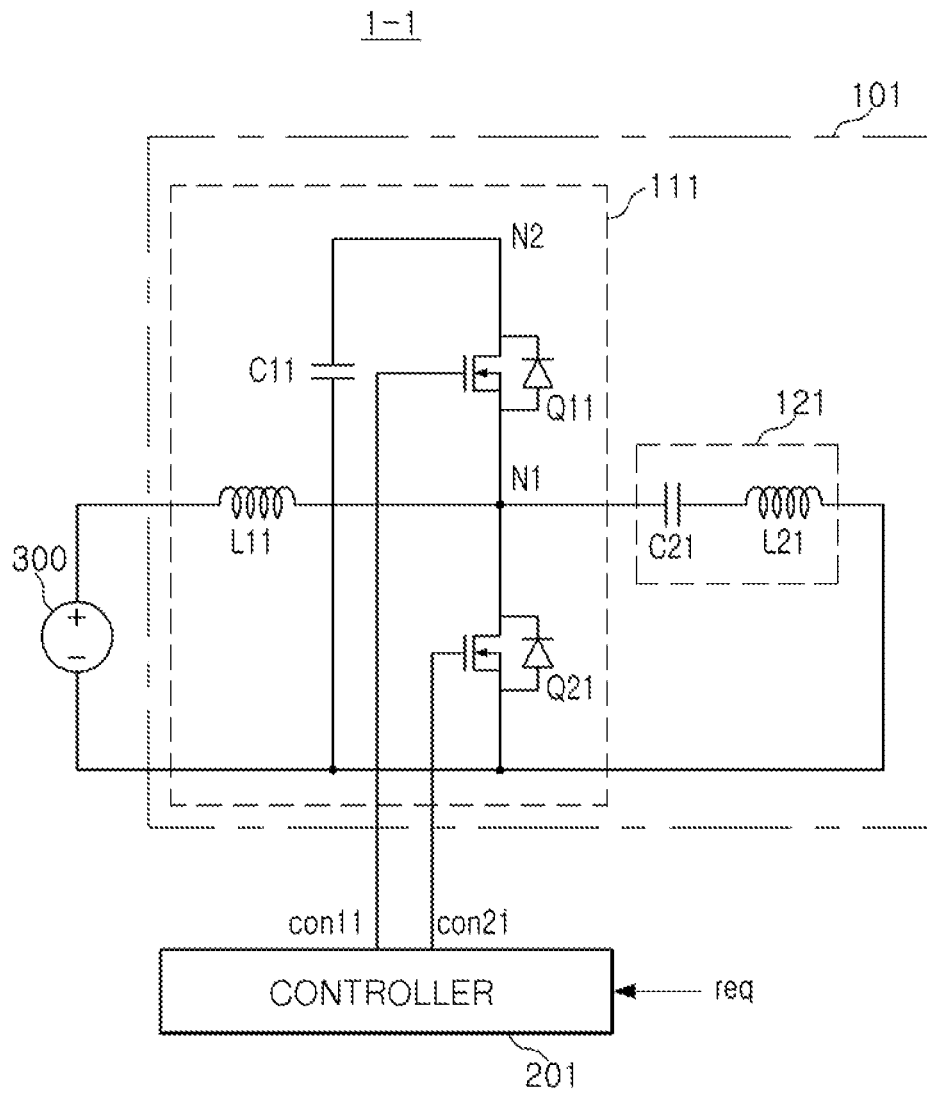 1-1
101
111
N2
C11
Q11
121
N1
L11
C21
L21
300
+
−
Q21
con11
con21
CONTROLLER
req
201